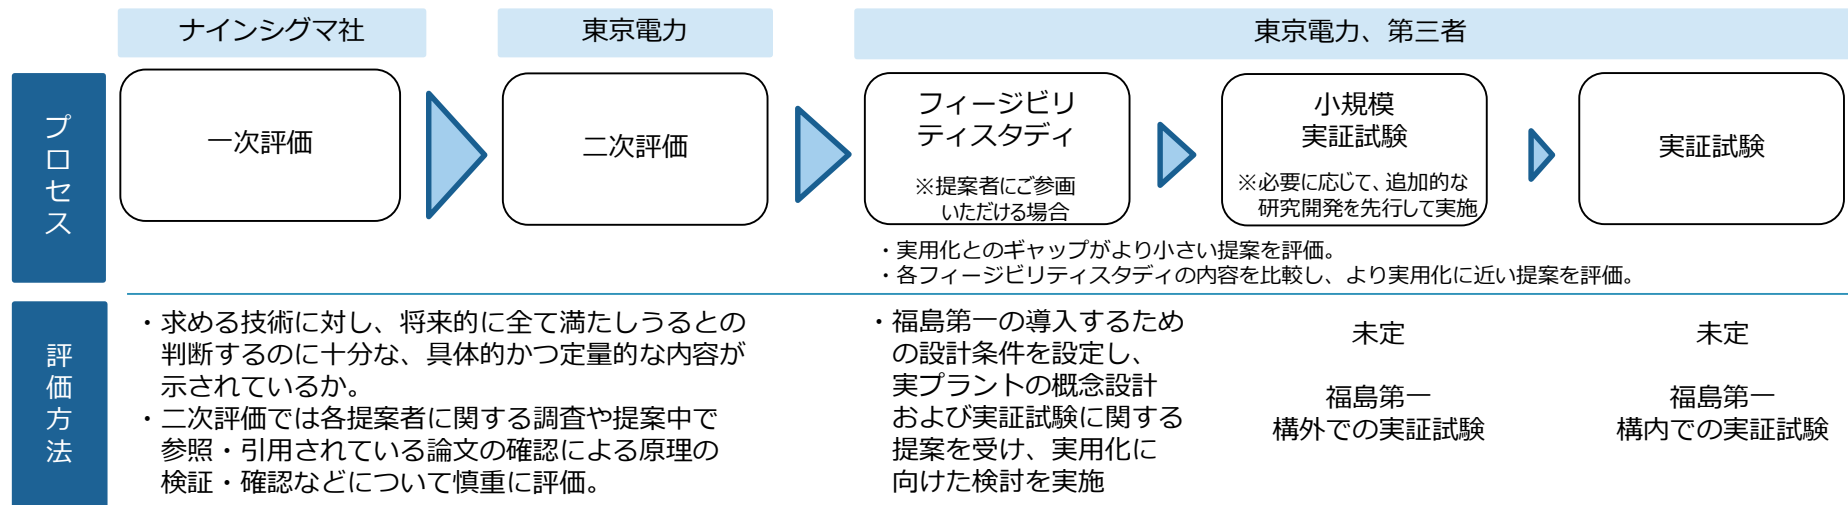 ナインシグマ社
東京電力
東京電力、第三者
プロセス
一次評価
二次評価
フィージビリ
ティスタディ
※提案者にご参画
いただける場合
小規模
実証試験
※必要に応じて、追加的な
研究開発を先行して実施
実証試験
・実用化とのギャップがより小さい提案を評価。
・各フィージビリティスタディの内容を比較し、より実用化に近い提案を評価。
評価方法
・求める技術に対し、将来的に全て満たしうるとの
判断するのに十分な、具体的かつ定量的な内容が
示されているか。
・二次評価では各提案者に関する調査や提案中で
参照・引用されている論文の確認による原理の
検証・確認などについて慎重に評価。
・福島第一の導入するため
の設計条件を設定し、
実プラントの概念設計
および実証試験に関する
提案を受け、実用化に
向けた検討を実施
未定
福島第一
構外での実証試験
未定
福島第一
構内での実証試験